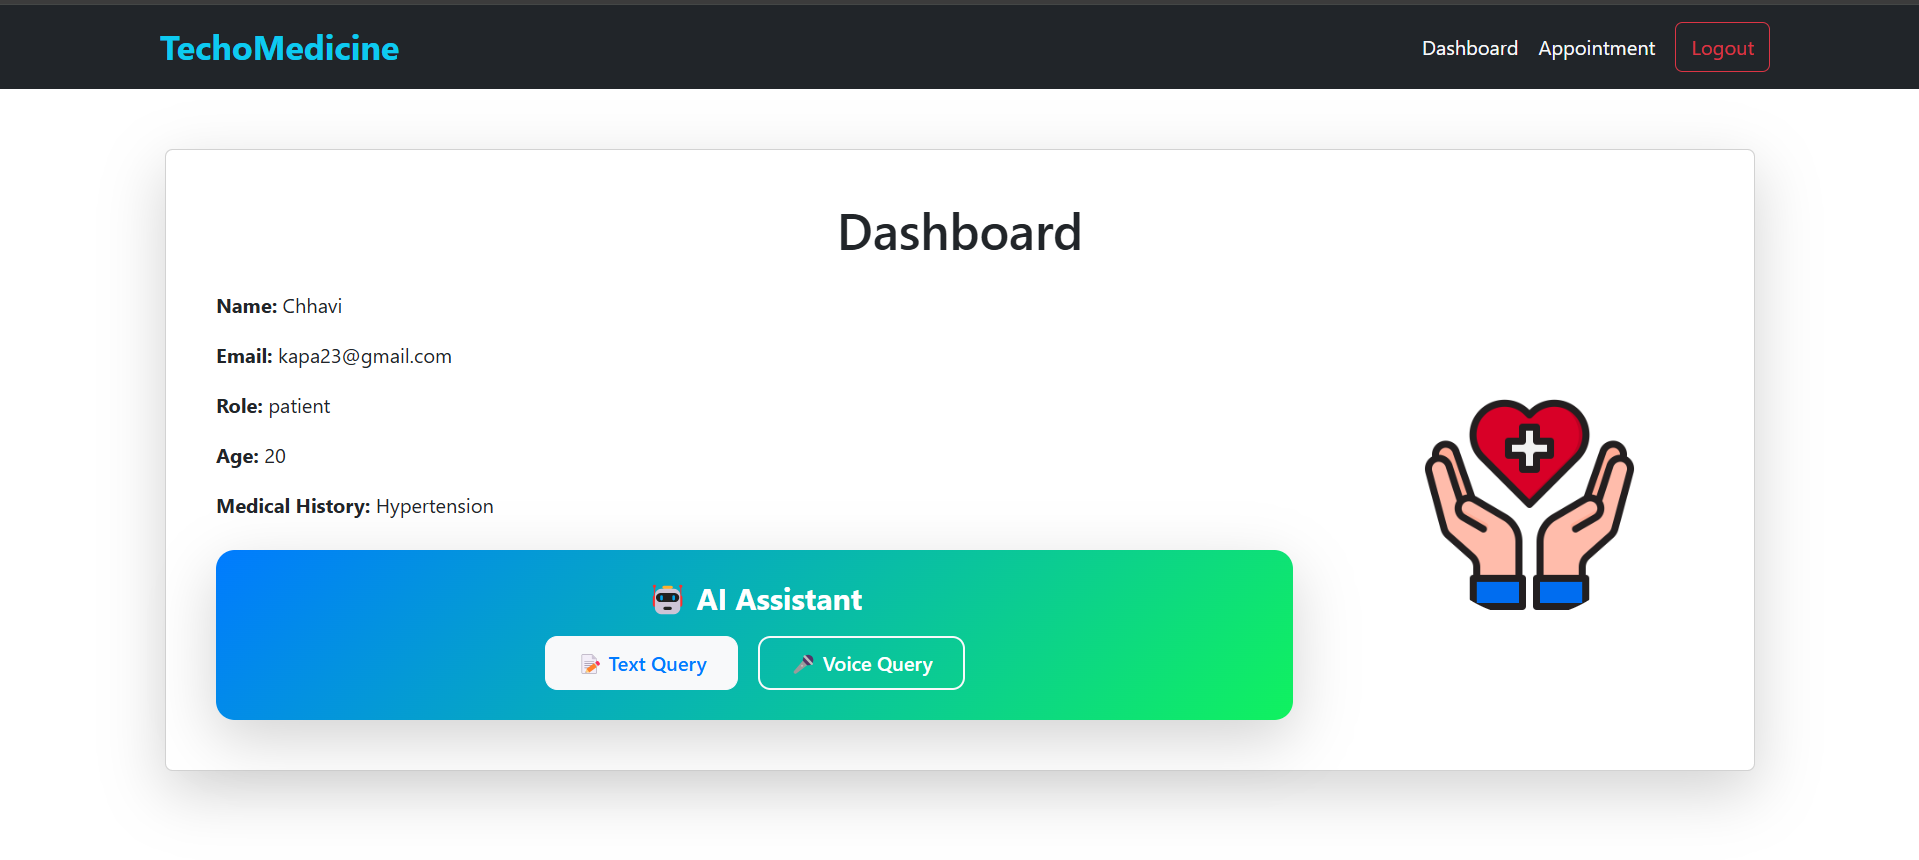 TechoMedicine
Dashboard Appointment Logout
Dashboard
Name: Chhavi
Email: kapa23@gmail.com
Role: patient
Age: 20
Medical History: Hypertension
AI Assistant
Text Query
Voice Query